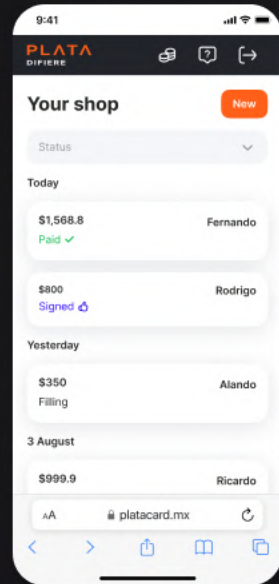 9:41
PLATA
DIFIERE
?
Your shop
New
Status
Today
$1,568.8
Fernando
Paid
$800
Rodrigo
Signed
Yesterday
$350
Alando
Filling
3 August
$999.9
Ricardo
AA
platacard.mx